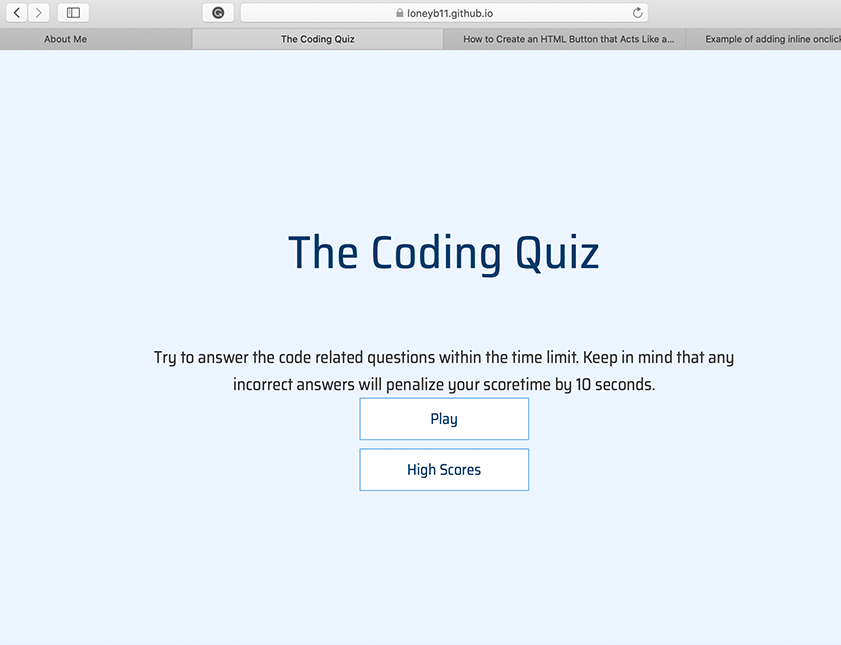 loneyb11.github.io
About Me
The Coding Quiz
How to Create an HTML Button that Acts Like a...
Example of adding inline onclick
The Coding Quiz
Try to answer the code related questions within the time limit. Keep in mind that any
incorrect answers will penalize your scoretime by 10 seconds.
Play
High Scores